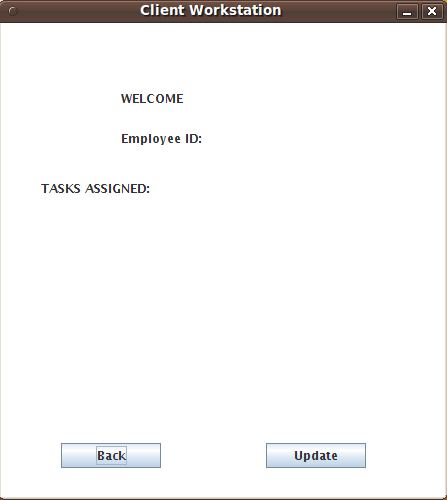 Client Workstation
WELCOME
Employee ID:
TASKS ASSIGNED:
Back
Update